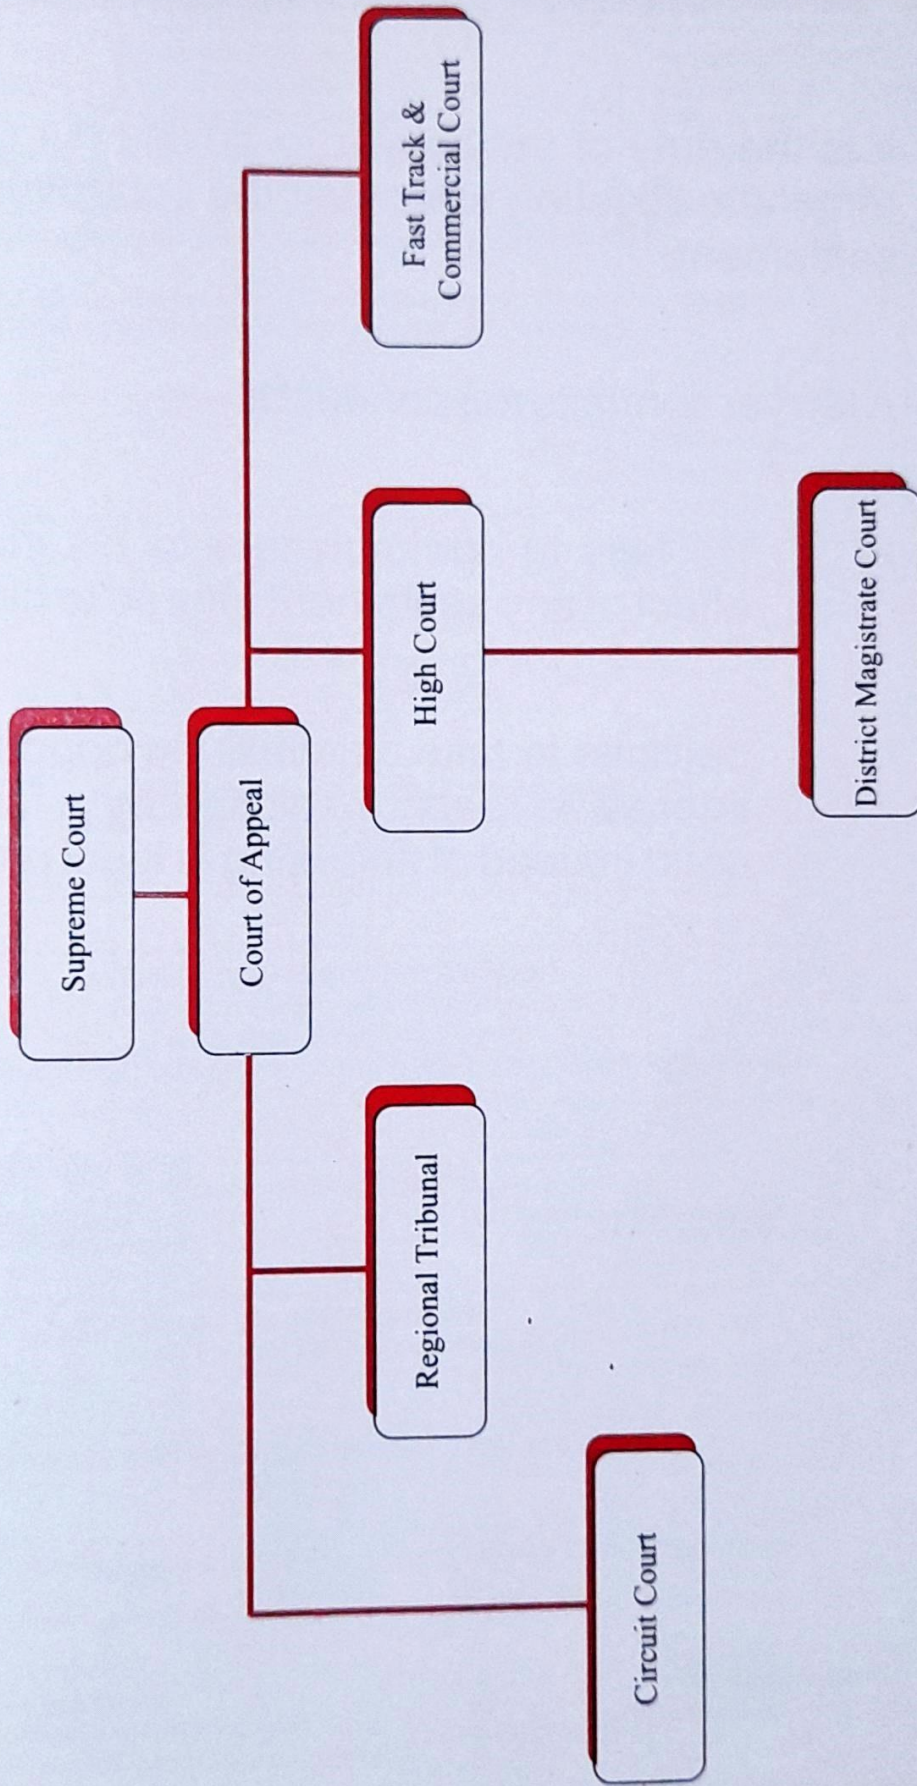 Supreme Court
Court of Appeal
Circuit Court
Regional Tribunal
High Court
Fast Track &
Commercial Court
District Magistrate Court